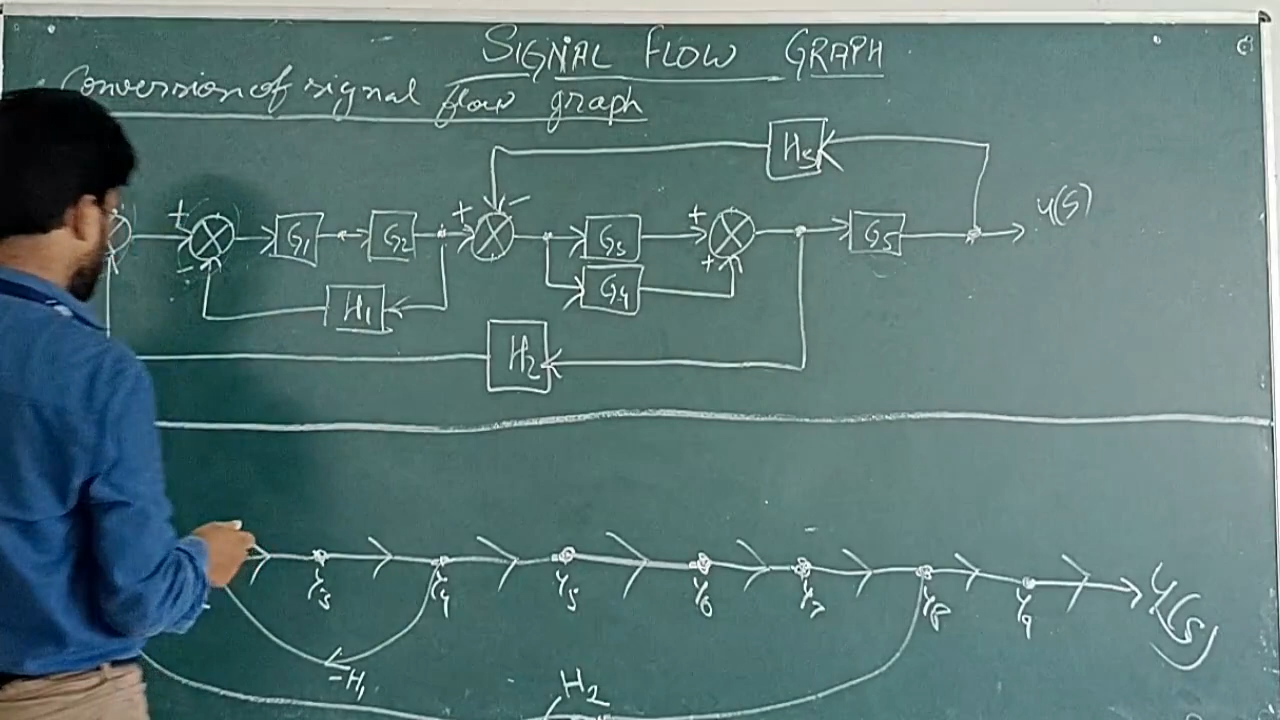 SIGNAL FLOW GRAPH
Conversion of signal flow graph
H3
y(S)
+ + - +
G1 G2 G3 G5
- +
G4
H1
H2
Y3 Y4 Y5 Y6 Y7 Y8 Y9 Y(s)
-H1
H2